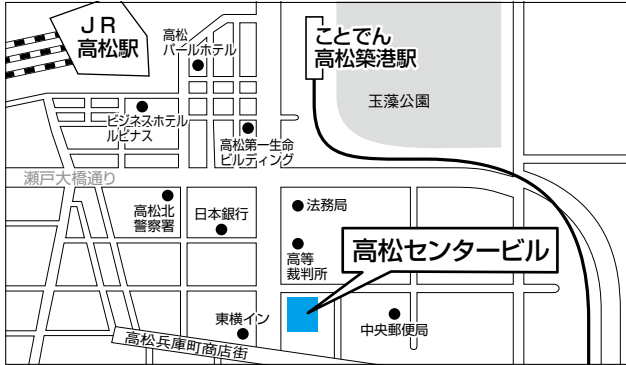 JR
高松駅
高松
パールホテル
ことでん
高松築港駅
玉藻公園
ビジネスホテル
ルピナス
高松第一生命
ビルディング
瀬戸大橋通り
高松北
警察署
日本銀行
法務局
高等
裁判所
高松センタービル
東横イン
中央郵便局
高松兵庫町商店街